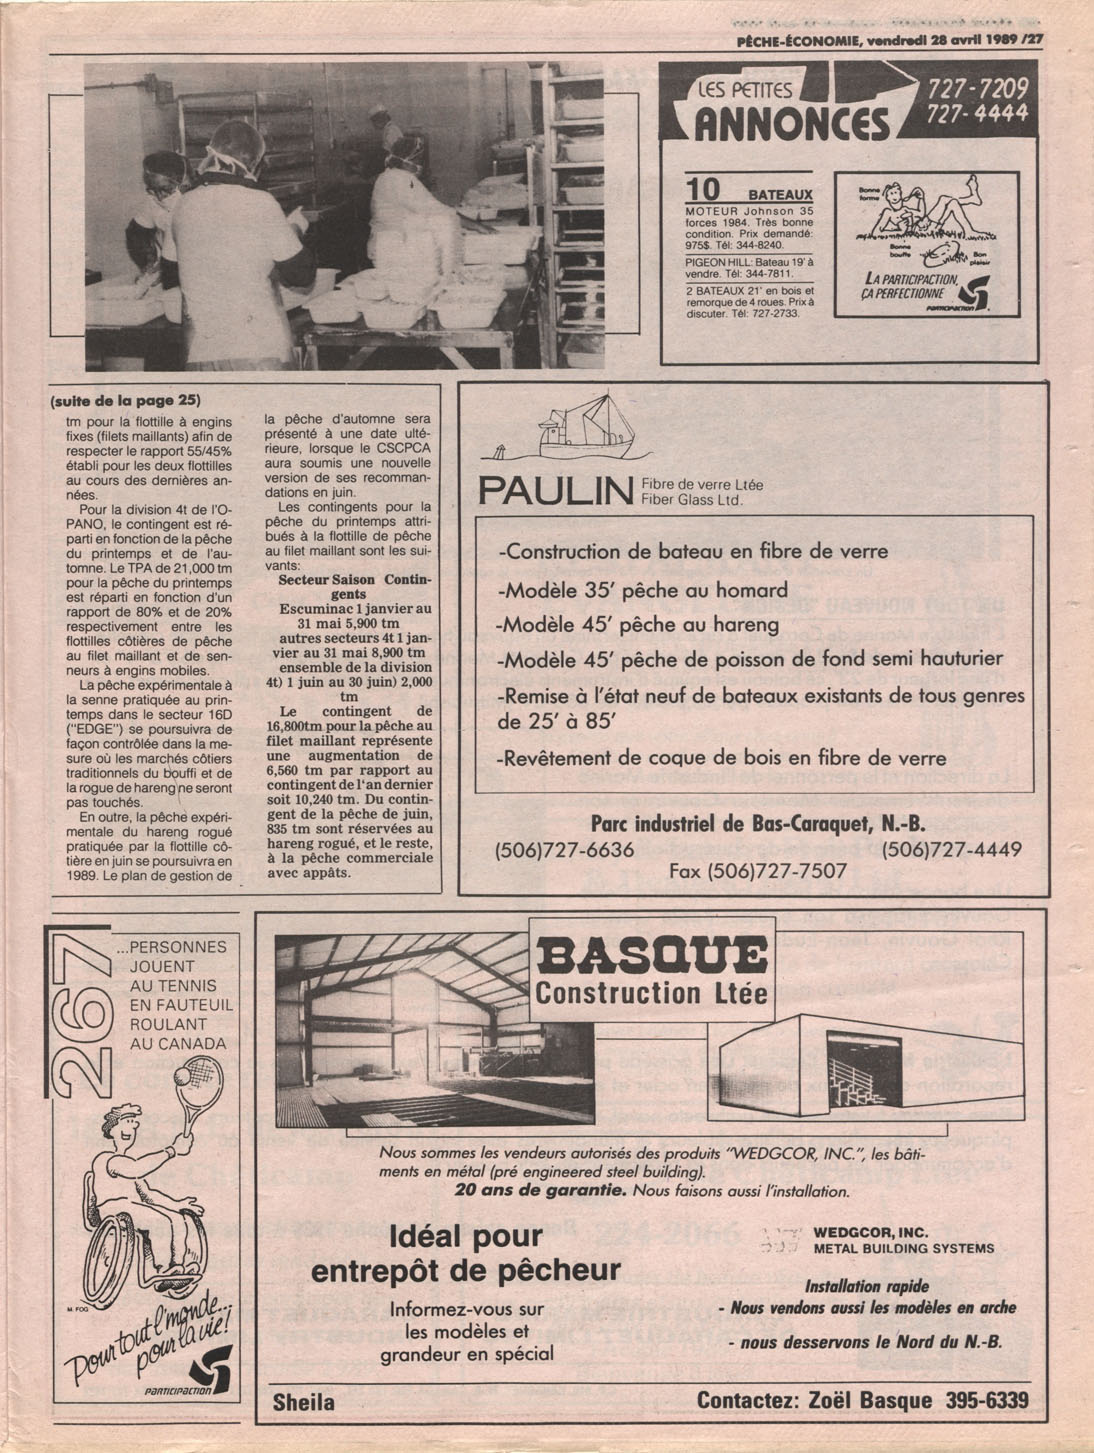 PÊCHE-ÉCONOMIE, vendredi 28 avril 1989 /27
LES PETITES
ANNONCES
727-7209
727-4444
10 BATEAUX
MOTEUR Johnson 35
forces 1984. Très bonne
condition. Prix demandé:
975$. Tél: 344-8240.
PIGEON HILL: Bateau 19' à
vendre. Tél: 344-7811.
2 BATEAUX 21' en bois et
remorque de 4 roues. Prix à
discuter. Tél: 727-2733.
Bonne
forme
Bonne
bouffe
Bon
plaisir
LA PARTICIPACTION,
ÇA PERFECTIONNE
PARTICIPACTION
(suite de la page 25)
tm pour la flottille à engins
fixes (filets maillants) afin de
respecter le rapport 55/45%
établi pour les deux flottilles
au cours des dernières an-
nées.
Pour la division 4t de l'O-
PANO, le contingent est ré-
parti en fonction de la pêche
du printemps et de l'au-
tomne. Le TPA de 21,000 tm
pour la pêche du printemps
est réparti en fonction d'un
rapport de 80% et de 20%
respectivement entre les
flottilles côtières de pêche
au filet maillant et de sen-
neurs à engins mobiles.
La pêche expérimentale à
la senne pratiquée au prin-
temps dans le secteur 16D
("EDGE") se poursuivra de
façon contrôlée dans la me-
sure où les marchés côtiers
traditionnels du bouffi et de
la rogue de hareng ne seront
pas touchés.
En outre, la pêche expéri-
mentale du hareng rogué
pratiquée par la flottille cô-
tière en juin se poursuivra en
1989. Le plan de gestion de
la pêche d'automne sera
présenté à une date ulté-
rieure, lorsque le CSCPCA
aura soumis une nouvelle
version de ses recomman-
dations en juin.
Les contingents pour la
pêche du printemps attri-
bués à la flottille de pêche
au filet maillant sont les sui-
vants:
Secteur Saison Contin-
gents
Escuminac 1 janvier au
31 mai 5,900 tm
autres secteurs 4t 1 jan-
vier au 31 mai 8,900 tm
ensemble de la division
4t) 1 juin au 30 juin) 2,000
tm
Le contingent de
16,800tm pour la pêche au
filet maillant représente
une augmentation de
6,560 tm par rapport au
contingent de l'an dernier
soit 10,240 tm. Du contin-
gent de la pêche de juin,
835 tm sont réservées au
hareng rogué, et le reste,
à la pêche commerciale
avec appâts.
PAULIN Fibre de verre Ltée
Fiber Glass Ltd.
-Construction de bateau en fibre de verre
-Modèle 35' pêche au homard
-Modèle 45' pêche au hareng
-Modèle 45' pêche de poisson de fond semi hauturier
-Remise à l'état neuf de bateaux existants de tous genres
de 25' à 85'
-Revêtement de coque de bois en fibre de verre
Parc industriel de Bas-Caraquet, N.-B.
(506)727-6636 (506)727-4449
Fax (506)727-7507
267
...PERSONNES
JOUENT
AU TENNIS
EN FAUTEUIL
ROULANT
AU CANADA
M. FOG
Pour tout l'monde...
pour la vie!
PARTICIPACTION
BASQUE
Construction Ltée
Nous sommes les vendeurs autorisés des produits "WEDGCOR, INC.", les bâti-
ments en métal (pré engineered steel building).
20 ans de garantie. Nous faisons aussi l'installation.
Idéal pour
entrepôt de pêcheur
Informez-vous sur
les modèles et
grandeur en spécial
WEDGCOR, INC.
METAL BUILDING SYSTEMS
Installation rapide
- Nous vendons aussi les modèles en arche
- nous desservons le Nord du N.-B.
Sheila
Contactez: Zoël Basque 395-6339